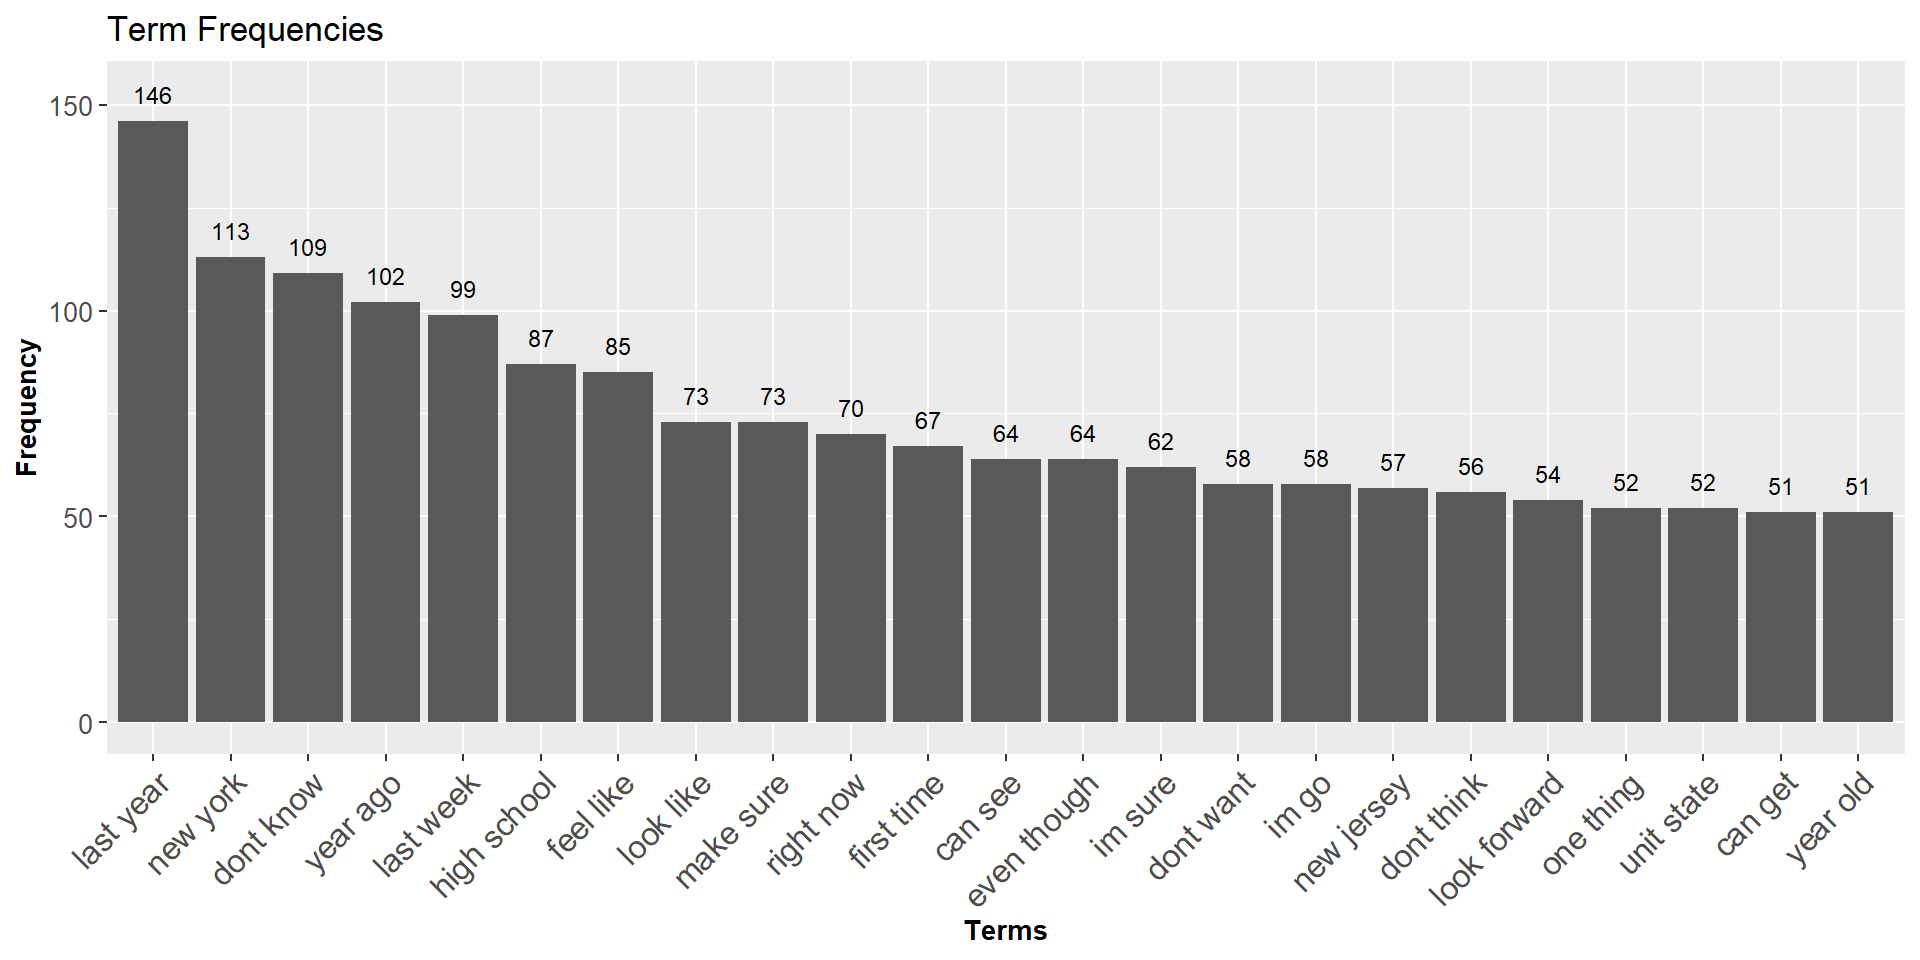 Term Frequencies
Frequency
150
100
50
0
146
113
109
102
99
87
85
73
73
70
67
64
64
62
58
58
57
56
54
52
52
51
51
last year
new york
dont know
year ago
last week
high school
feel like
look like
make sure
right now
first time
can see
even though
im sure
dont want
im go
new jersey
dont think
look forward
one thing
unit state
can get
year old
Terms